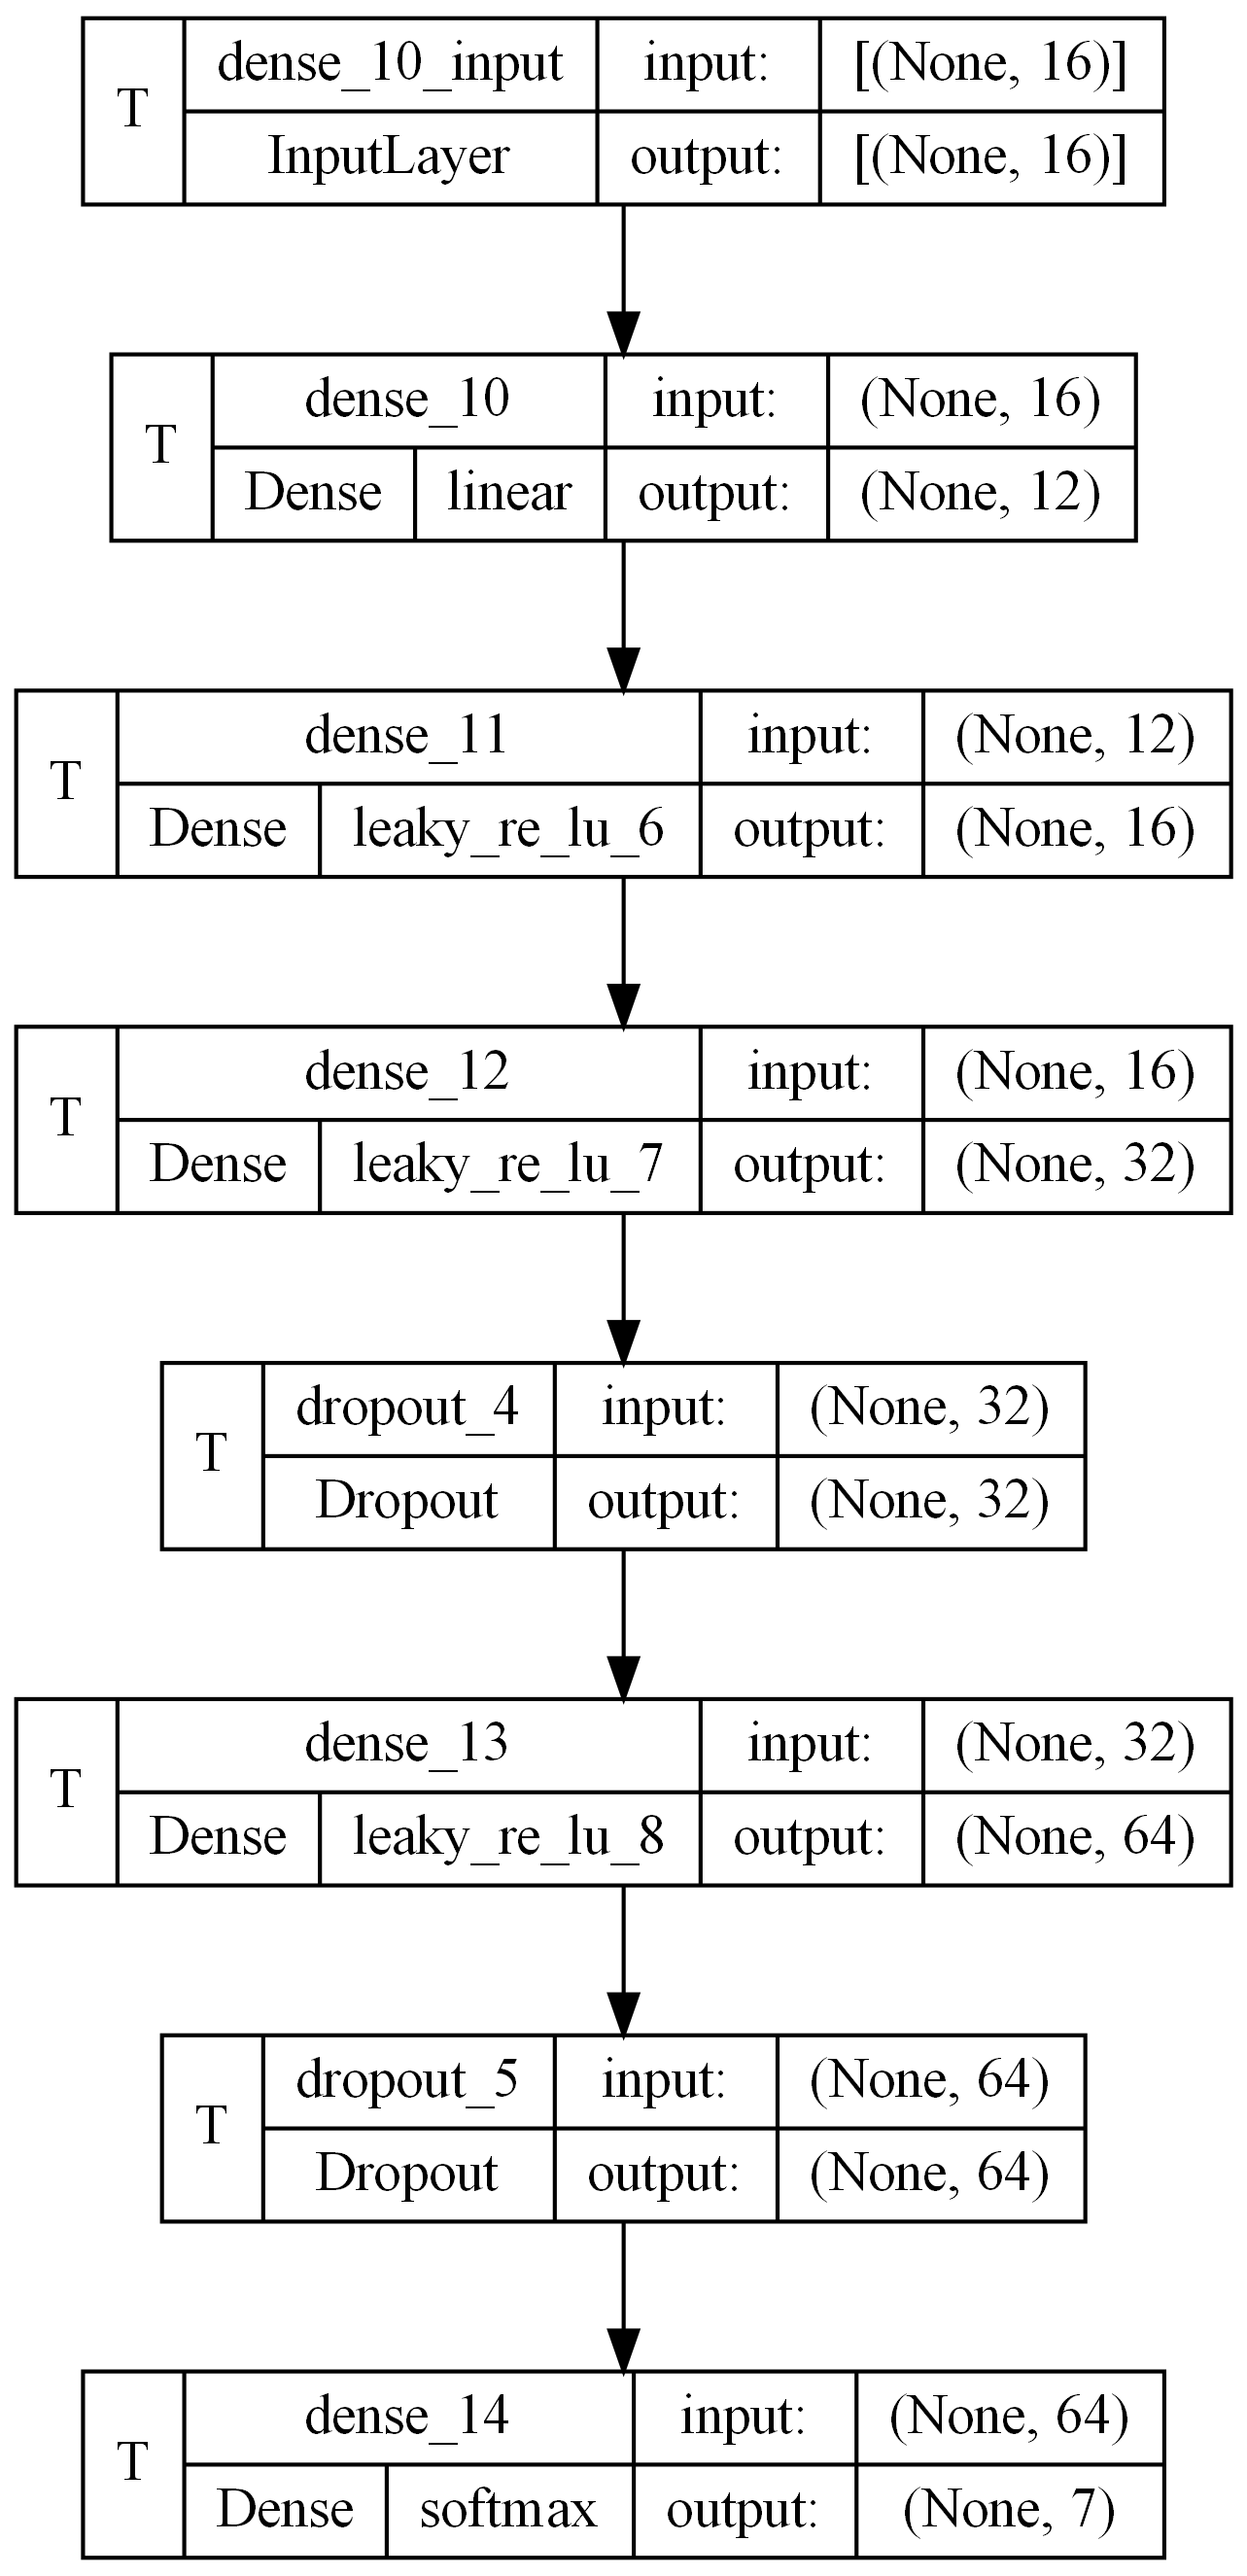 T dense_10_input input: [(None, 16)]
InputLayer output: [(None, 16)]
T dense_10 input: (None, 16)
Dense linear output: (None, 12)
T dense_11 input: (None, 12)
Dense leaky_re_lu_6 output: (None, 16)
T dense_12 input: (None, 16)
Dense leaky_re_lu_7 output: (None, 32)
T dropout_4 input: (None, 32)
Dropout output: (None, 32)
T dense_13 input: (None, 32)
Dense leaky_re_lu_8 output: (None, 64)
T dropout_5 input: (None, 64)
Dropout output: (None, 64)
T dense_14 input: (None, 64)
Dense softmax output: (None, 7)